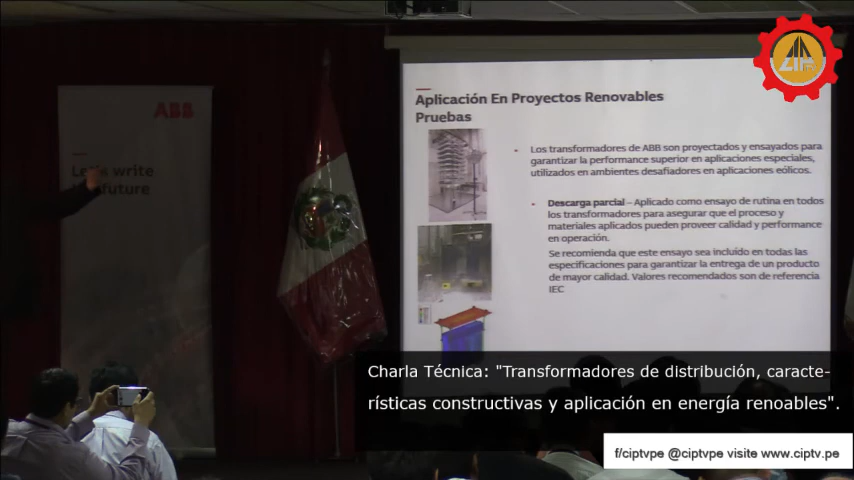 ABB
Let's write
the future
CIP
Aplicación En Proyectos Renovables
Pruebas
Los transformadores de ABB son proyectados y ensayados para
garantizar la performance superior en aplicaciones especiales,
utilizados en ambientes desafiadores en aplicaciones eólicos.
Descarga parcial – Aplicado como ensayo de rutina en todos
los transformadores para asegurar que el proceso y
materiales aplicados pueden proveer calidad y performance
en operación.
Se recomienda que este ensayo sea incluído en todas las
especificaciones para garantizar la entrega de un producto
de mayor calidad. Valores recomendados son de referencia
IEC
Charla Técnica: "Transformadores de distribución, caracte-
rísticas constructivas y aplicación en energía renoables".
f/ciptvpe @ciptvpe visite www.ciptv.pe